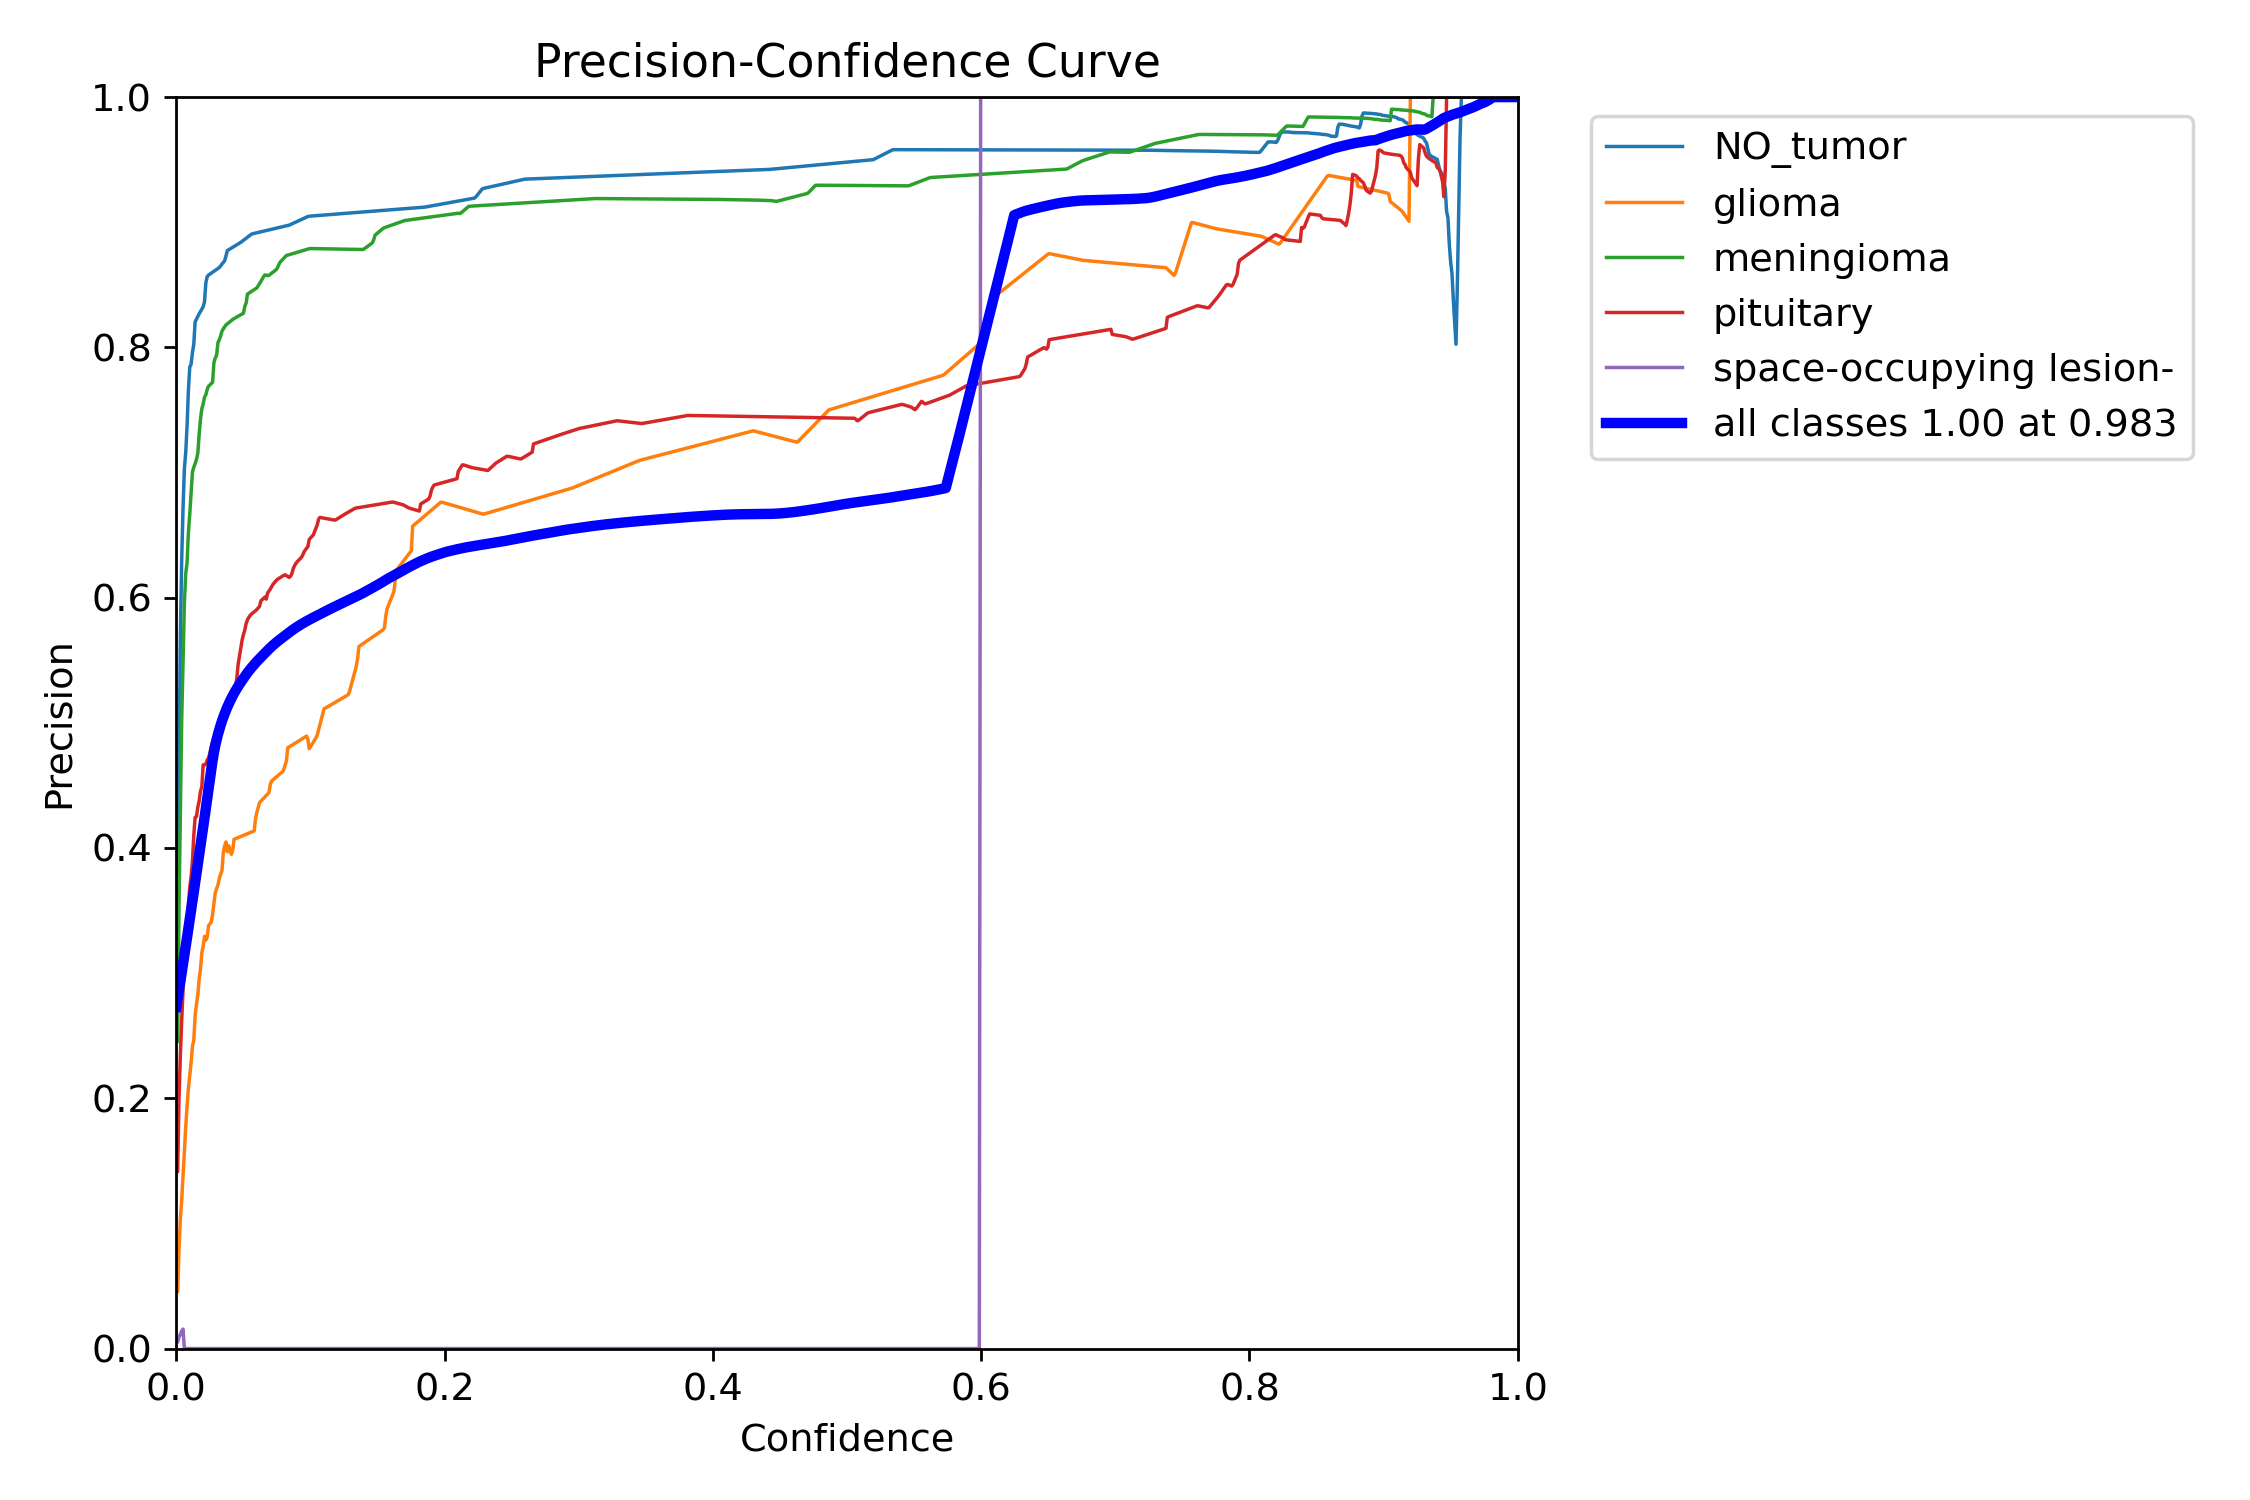 Precision-Confidence Curve
1.0
0.8
0.6
0.4
0.2
0.0
Precision
0.0 0.2 0.4 0.6 0.8 1.0
Confidence
NO_tumor
glioma
meningioma
pituitary
space-occupying lesion-
all classes 1.00 at 0.983